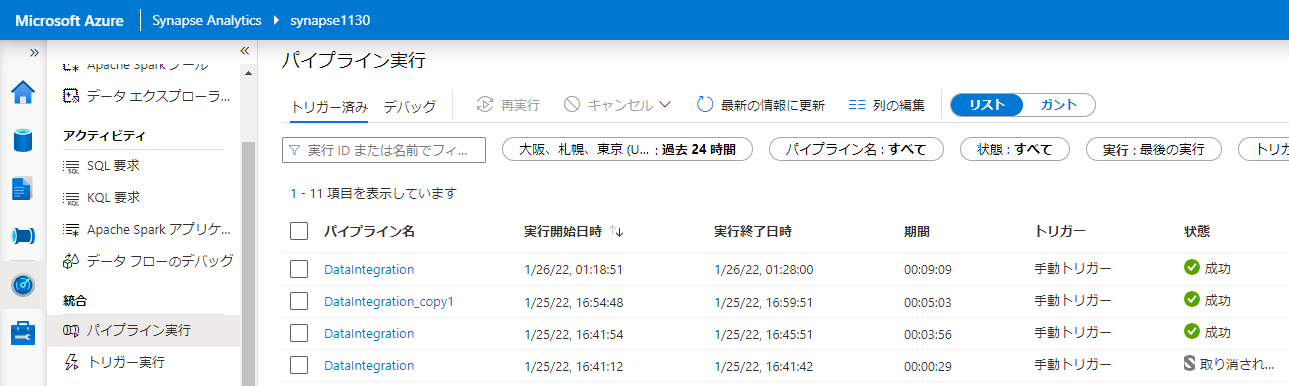 Microsoft Azure Synapse Analytics synapse1130
Apache Spark プール
データ エクスプローラ...
アクティビティ
SQL 要求
KQL 要求
Apache Spark アプリケ...
データ フローのデバッグ
統合
パイプライン実行
トリガー実行
パイプライン実行
トリガー済み デバッグ 再実行 キャンセル 最新の情報に更新 列の編集 リスト ガント
実行 ID または名前でフィ... 大阪、札幌、東京 (U... : 過去 24 時間 パイプライン名 : すべて 状態 : すべて 実行 : 最後の実行 トリガ
1 - 11 項目を表示しています
パイプライン名 実行開始日時 実行終了日時 期間 トリガー 状態
DataIntegration 1/26/22, 01:18:51 1/26/22, 01:28:00 00:09:09 手動トリガー 成功
DataIntegration_copy1 1/25/22, 16:54:48 1/25/22, 16:59:51 00:05:03 手動トリガー 成功
DataIntegration 1/25/22, 16:41:54 1/25/22, 16:45:51 00:03:56 手動トリガー 成功
DataIntegration 1/25/22, 16:41:12 1/25/22, 16:41:42 00:00:29 手動トリガー 取り消され...